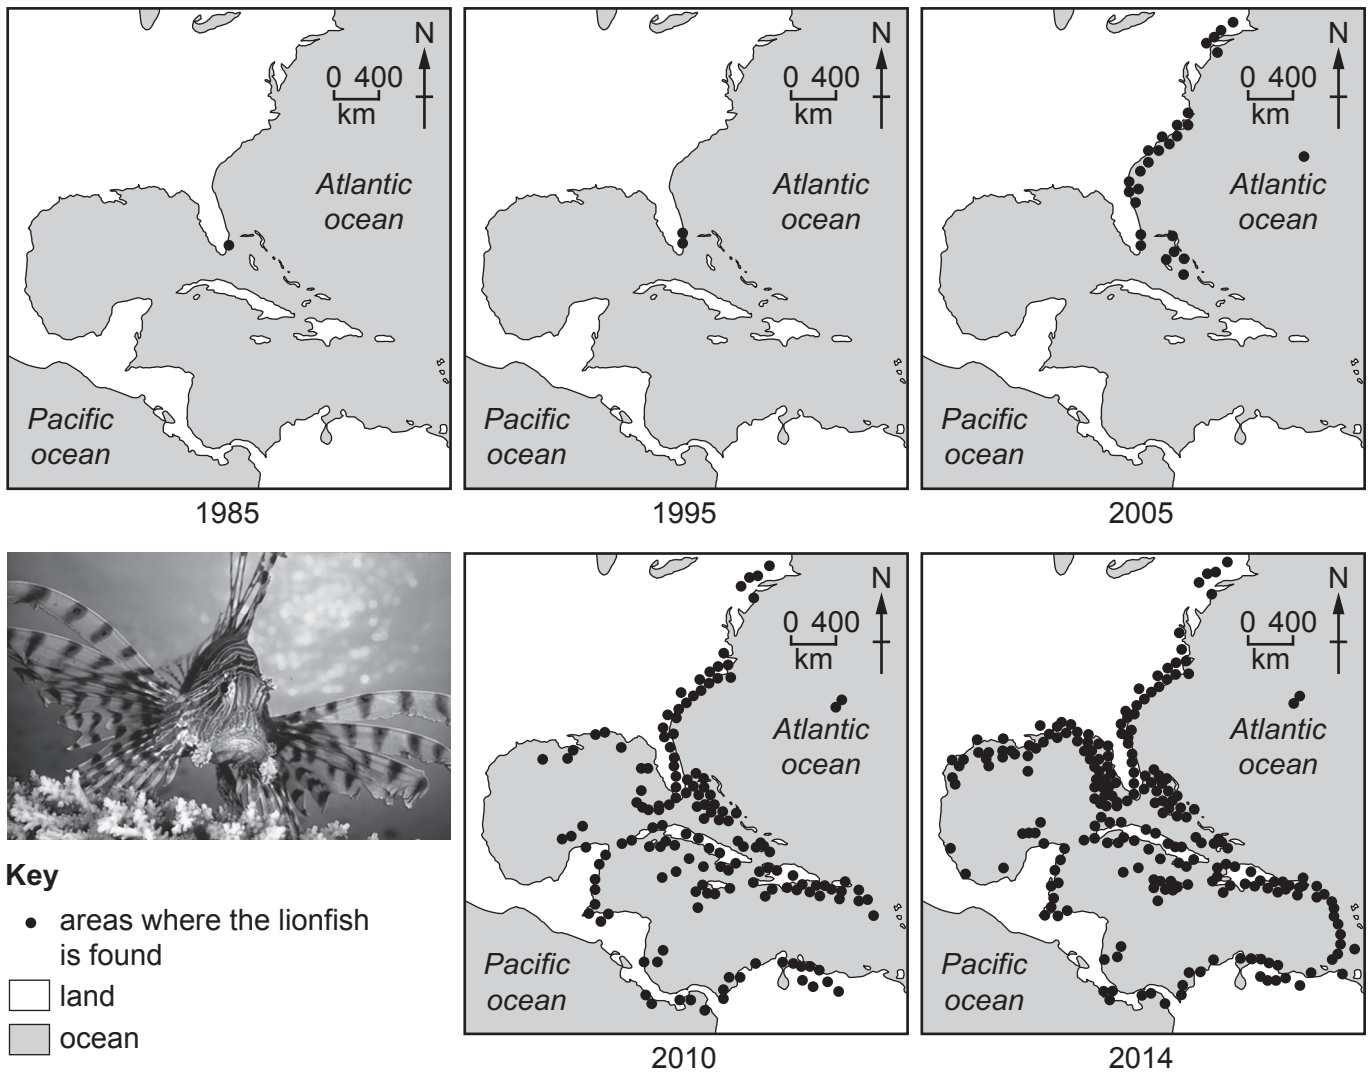 N
0 400
km
Atlantic
ocean
Pacific
ocean
1985
N
0 400
km
Atlantic
ocean
Pacific
ocean
1995
N
0 400
km
Atlantic
ocean
Pacific
ocean
2005
Key
areas where the lionfish
is found
land
ocean
N
0 400
km
Atlantic
ocean
Pacific
ocean
2010
N
0 400
km
Atlantic
ocean
Pacific
ocean
2014